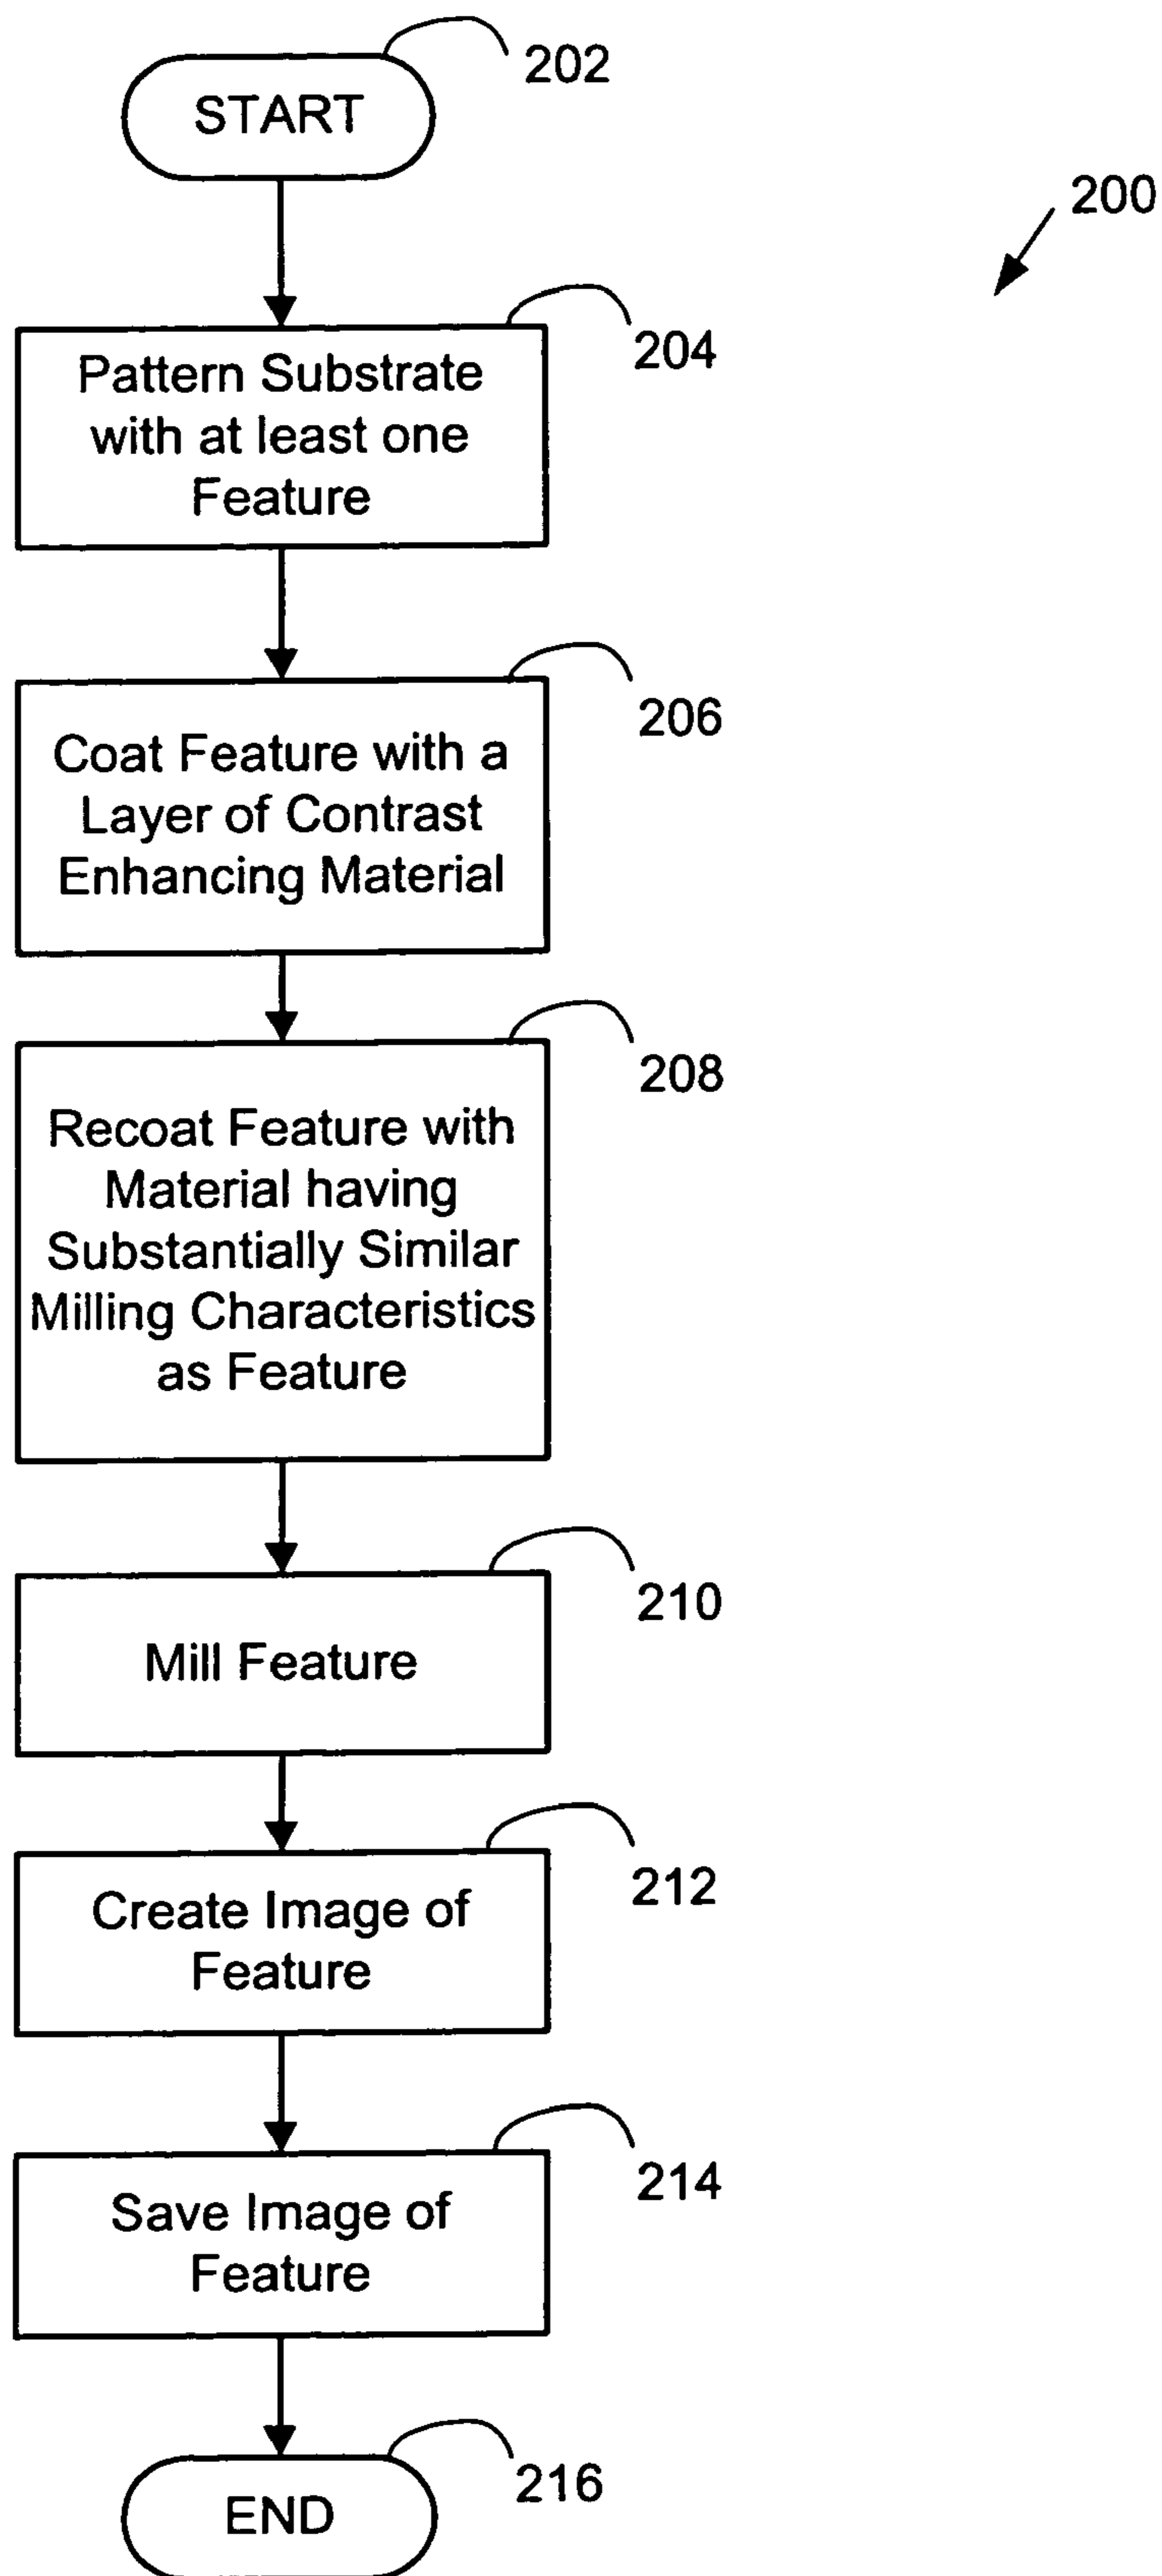 202
START
200
204
Pattern Substrate
with at least one
Feature
206
Coat Feature with a
Layer of Contrast
Enhancing Material
208
Recoat Feature with
Material having
Substantially Similar
Milling Characteristics
as Feature
210
Mill Feature
212
Create Image of
Feature
214
Save Image of
Feature
216
END